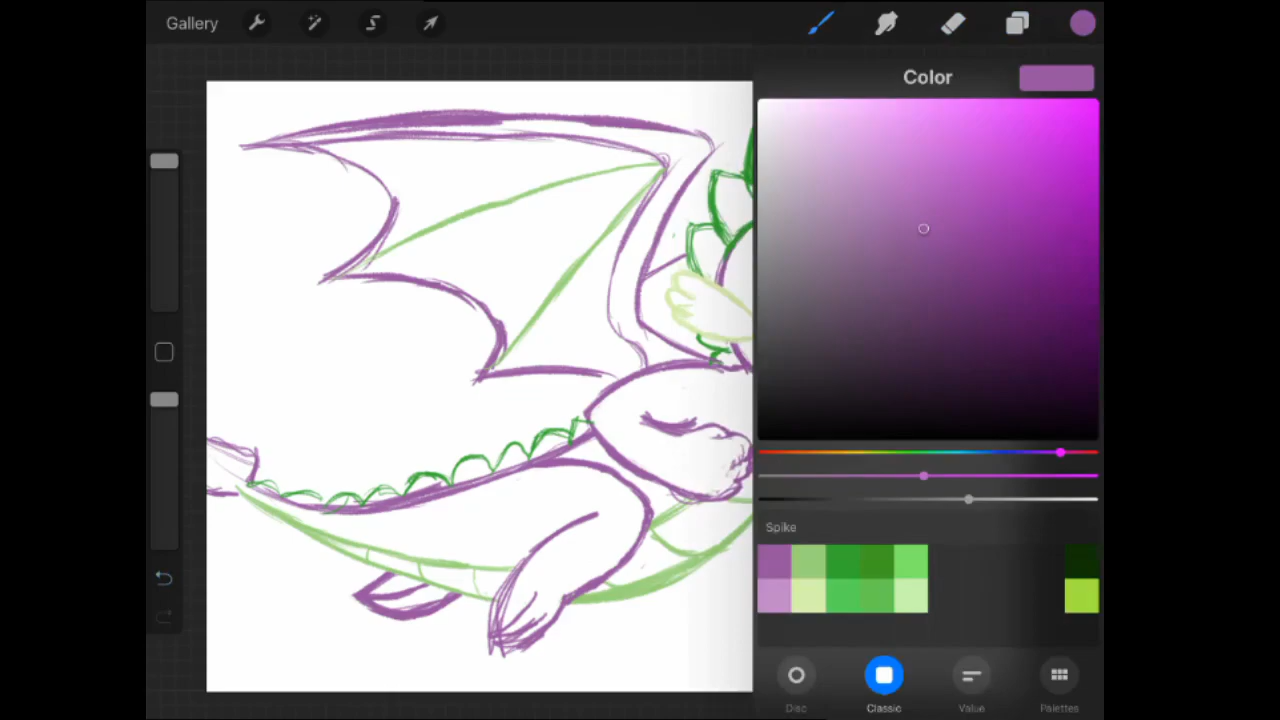 Gallery
Color
Spike
Disc
Classic
Value
Palettes